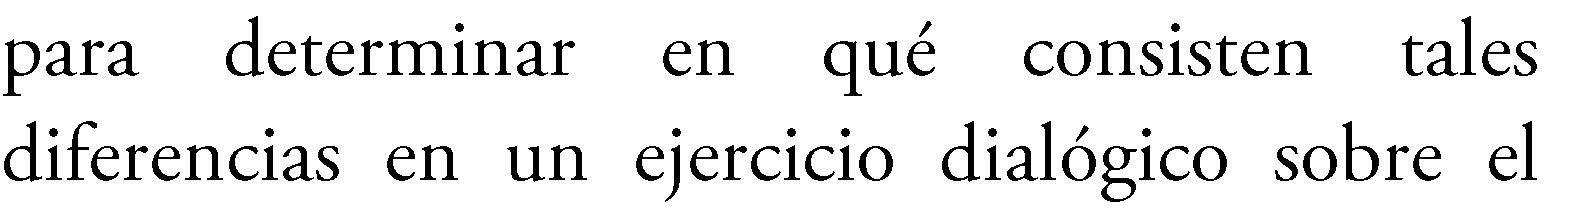 para determinar en qué consisten tales
diferencias en un ejercicio dialógico sobre el